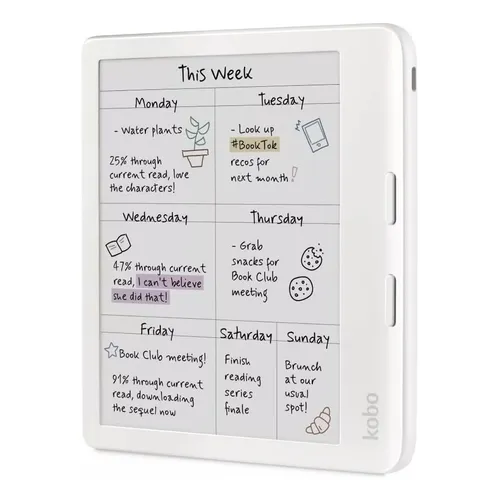 This Week
Monday
- Water plants
25% through
current read, love
the characters!
Tuesday
- Look up
#BookTok
recos for
next month!
Wednesday
47% through current
read, I can't believe
she did that!
Thursday
- Grab
snacks for
Book Club
meeting
Friday
Book Club meeting!
91% through current
read, downloading
the sequel now
Saturday
Finish
reading
series
finale
Sunday
Brunch
at our
usual
spot!
kobo